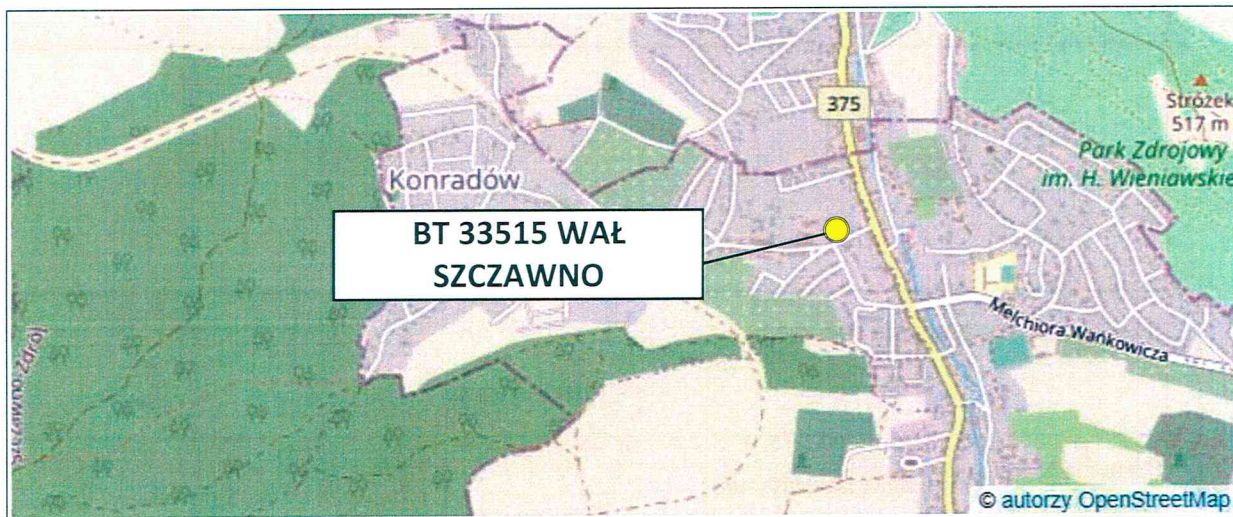 375
Stróżek
517 m
Park Zdrojowy
im. H. Wieniawskie
Konradów
BT 33515 WAŁ
SZCZAWNO
Melchiora Wańkowicza
Szczawno-Zdrój
© autorzy OpenStreetMap